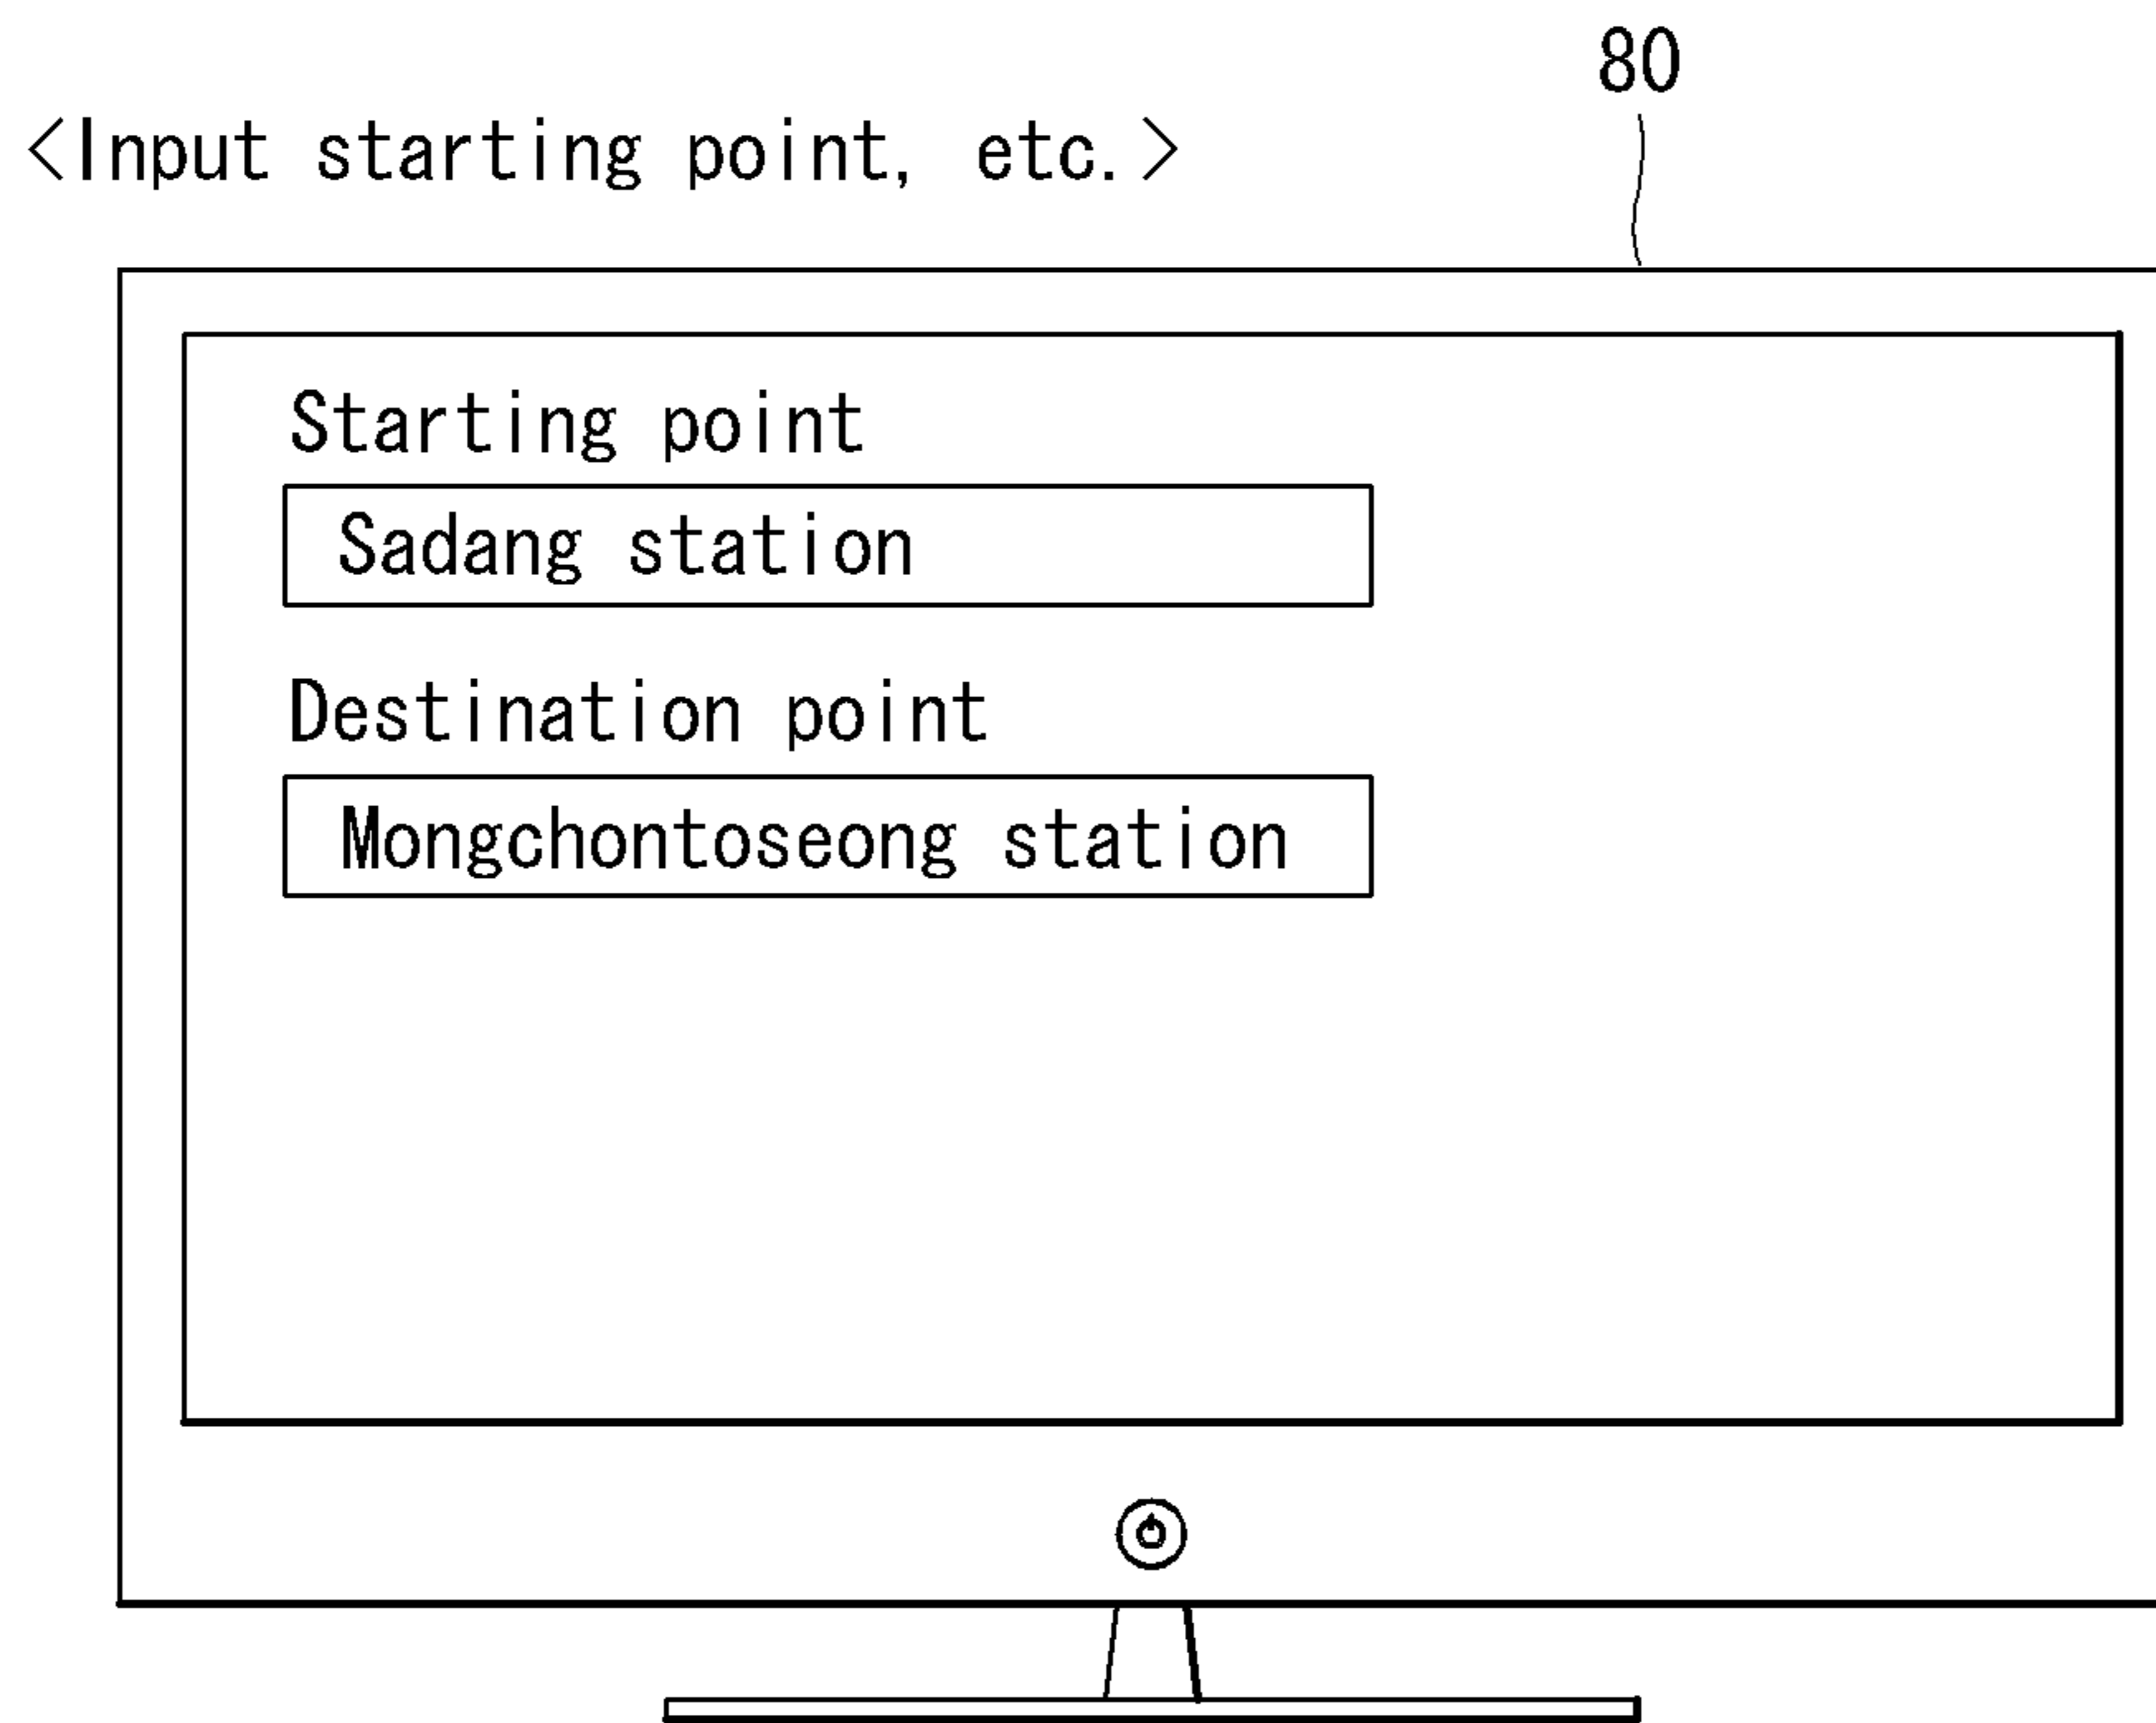 80
<Input starting point, etc.>
Starting point
Sadang station
Destination point
Mongchontoseong station